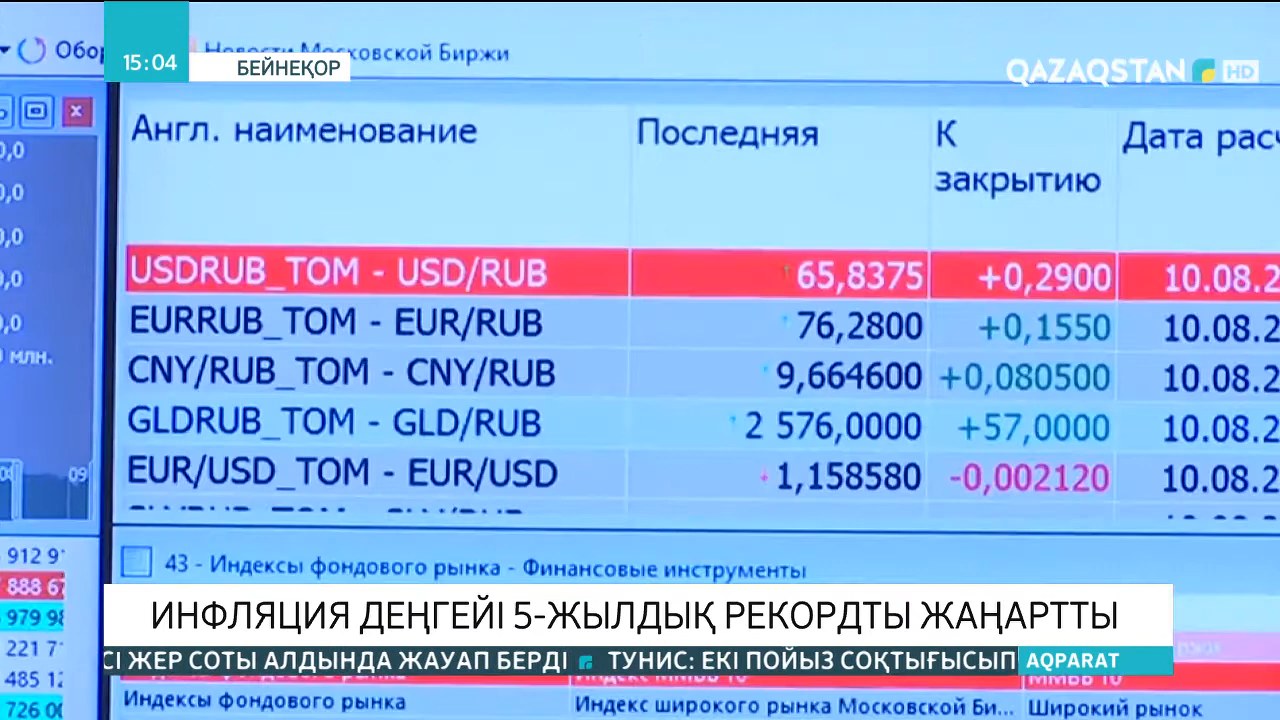 15:04
БЕЙНЕҚОР
Новости Московской Биржи
QAZAQSTAN HD
Англ. наименование Последняя К закрытию
USDRUB_TOM - USD/RUB 65,8375 +0,2900
EURRUB_TOM - EUR/RUB 76,2800 +0,1550
CNY/RUB_TOM - CNY/RUB 9,664600 +0,080500
GLDRUB_TOM - GLD/RUB 2 576,0000 +57,0000
EUR/USD_TOM - EUR/USD 1,158580 -0,002120
млн.
43 - Индексы фондового рынка - Финансовые инструменты
ИНФЛЯЦИЯ ДЕҢГЕЙІ 5-ЖЫЛДЫҚ РЕКОРДТЫ ЖАҢАРТТЫ
ЖЕР СОТЫ АЛДЫНДА ЖАУАП БЕРДІ ТУНИС: ЕКІ ПОЙЫЗ СОҚТЫҒЫСЫП AQPARAT
Индексы фондового рынка Индекс широкого рынка Московской Би... Широкий рынок